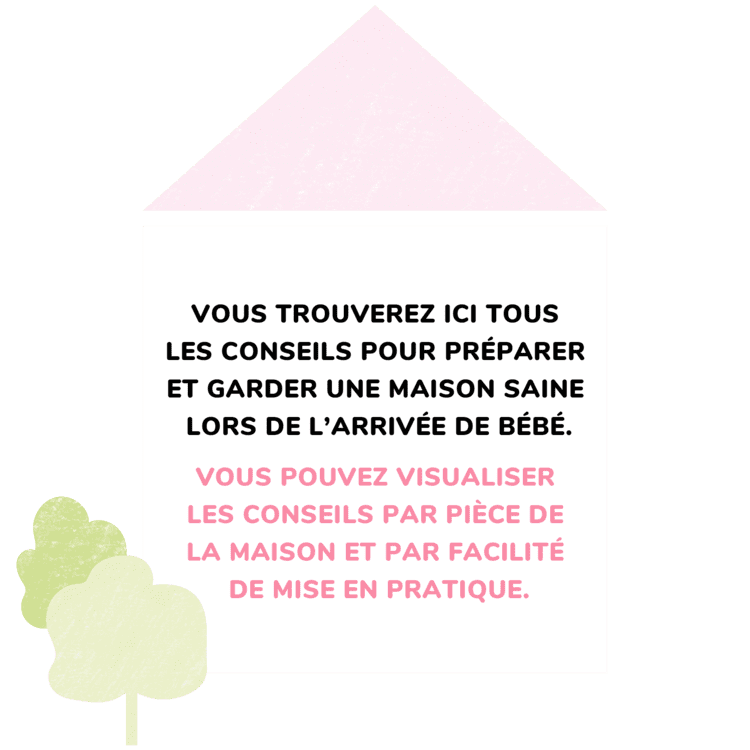 VOUS TROUVEREZ ICI TOUS
LES CONSEILS POUR PRÉPARER
ET GARDER UNE MAISON SAINE
LORS DE L’ARRIVÉE DE BÉBÉ.
VOUS POUVEZ VISUALISER
LES CONSEILS PAR PIÈCE DE
LA MAISON ET PAR FACILITÉ
DE MISE EN PRATIQUE.